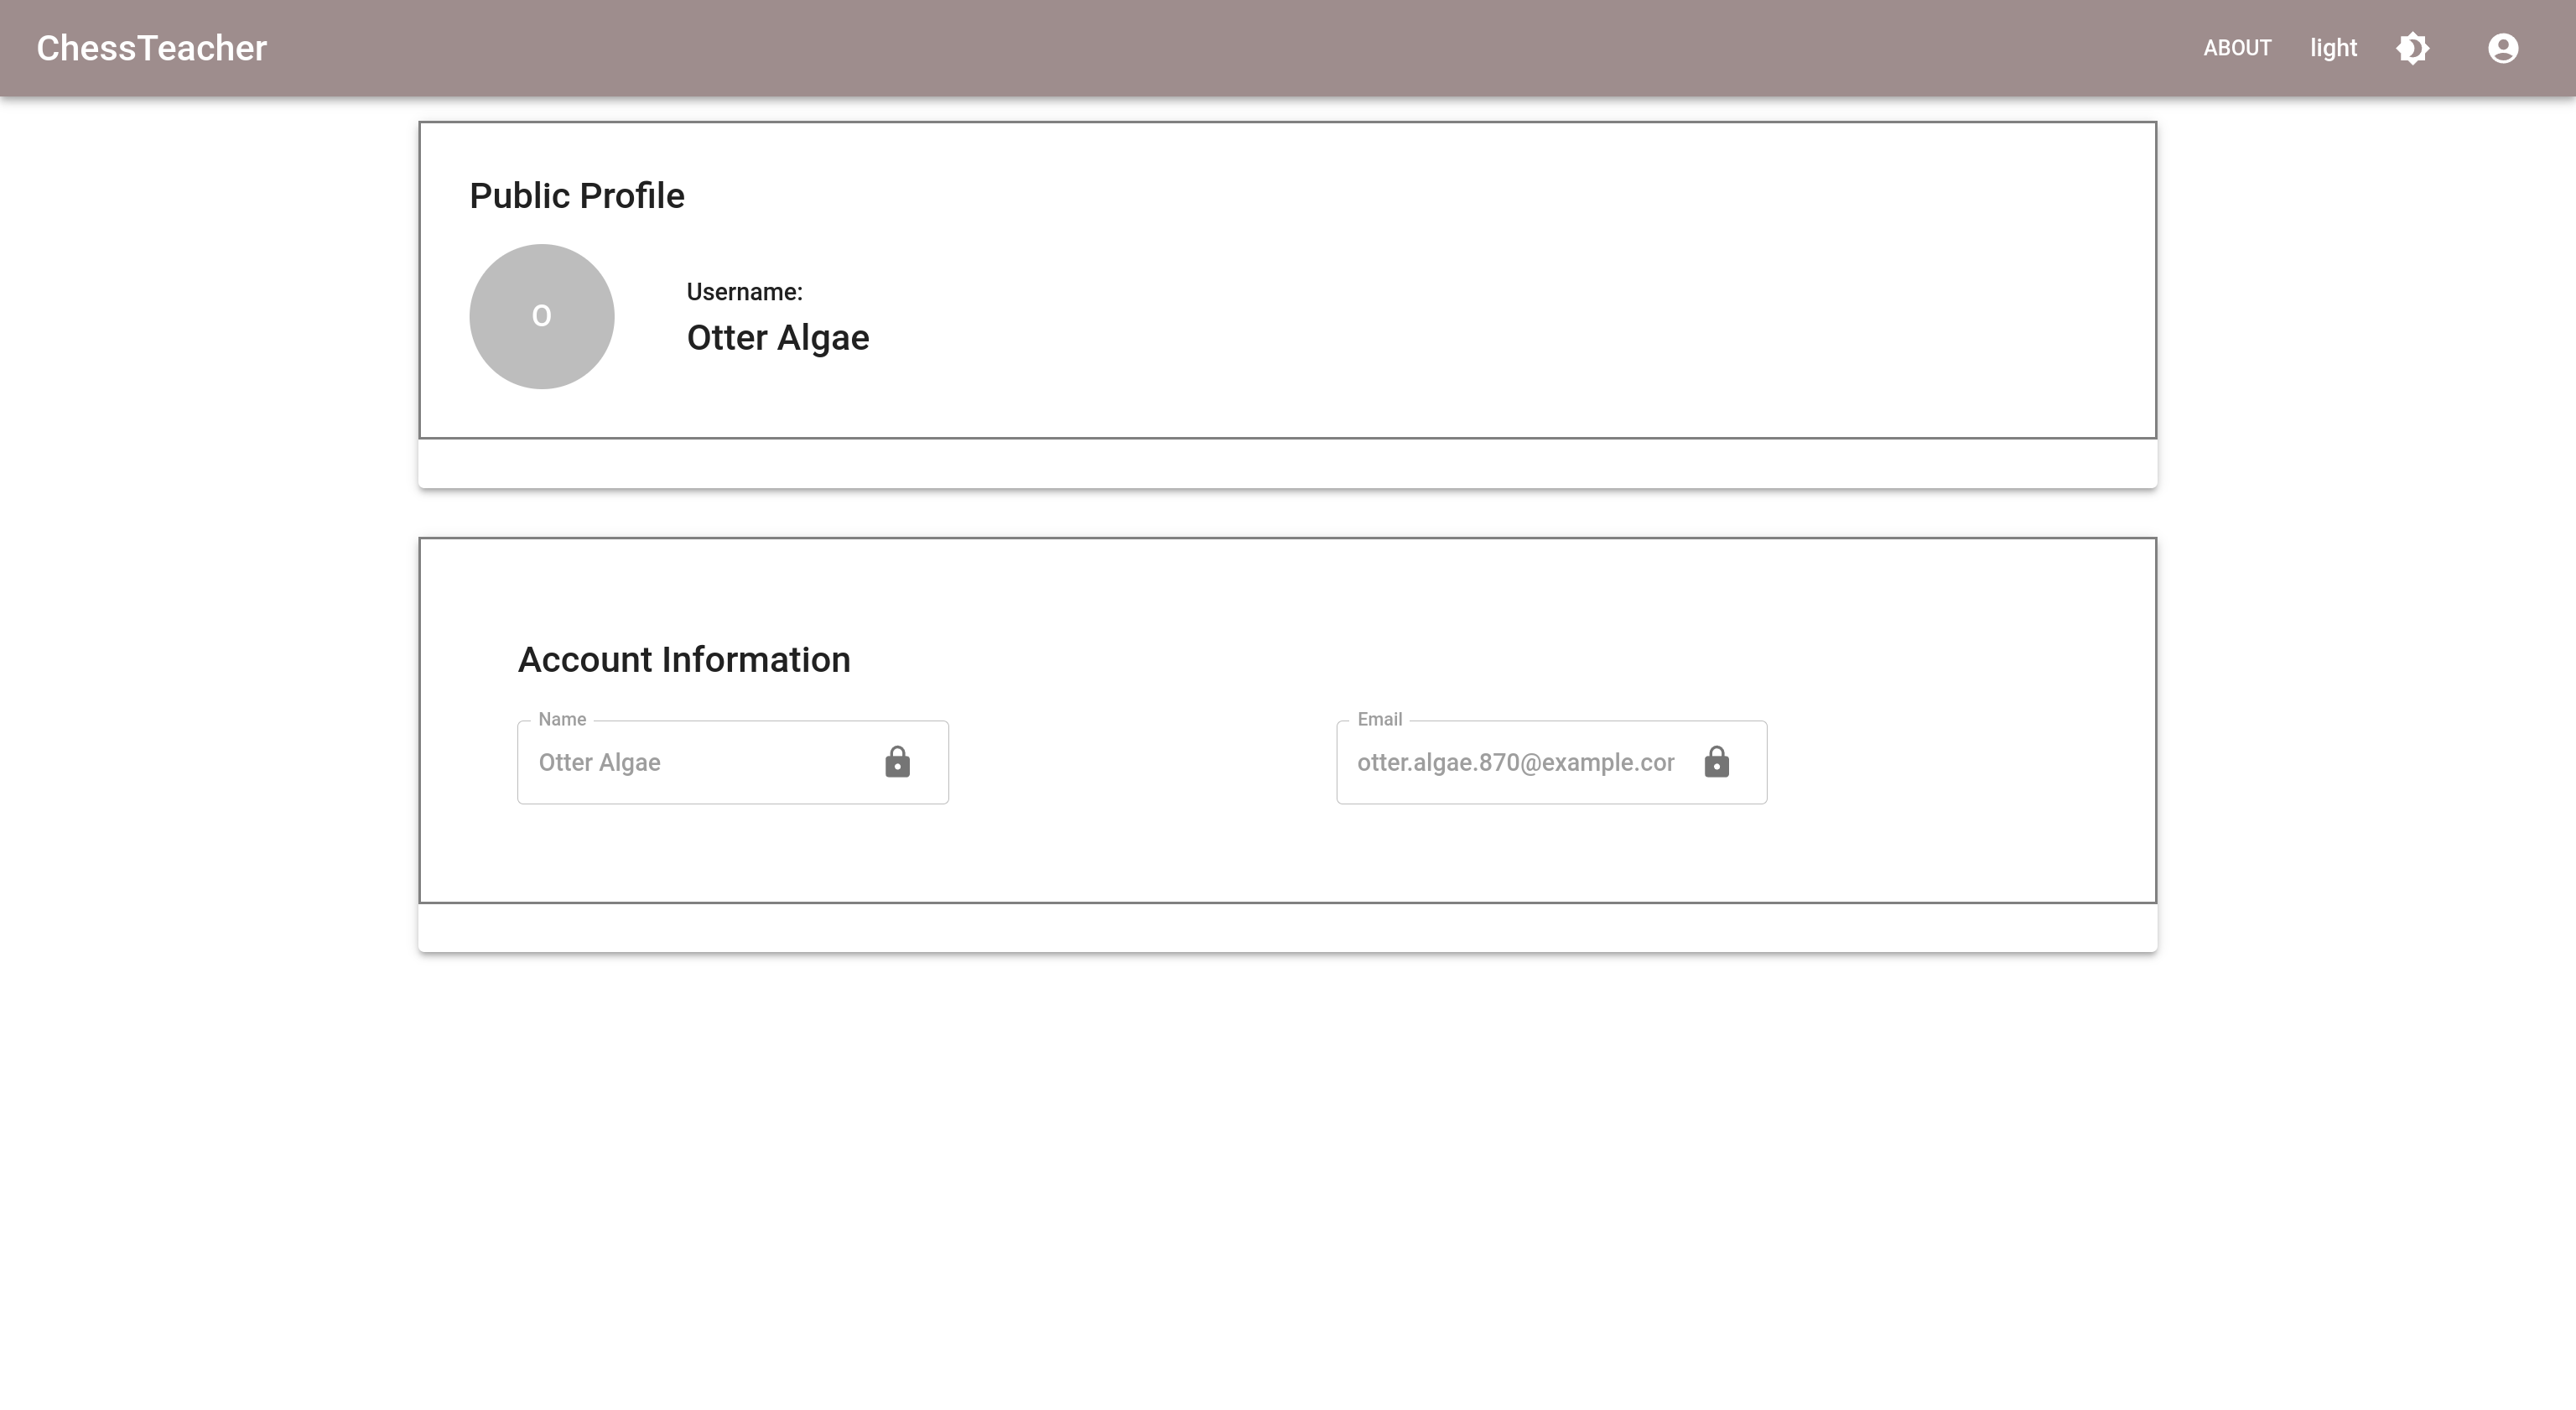 ChessTeacher
ABOUT light
Public Profile
O
Username:
Otter Algae
Account Information
Name
Otter Algae
Email
otter.algae.870@example.cor